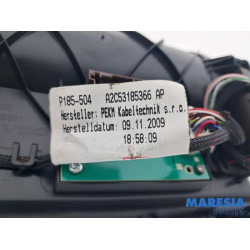 P185-504 A2C53185366 AP
Hersteller: PEKM Kabeltechnik s.r.o.
Herstelldatum: 09.11.2009
18:58:09
MARESIA